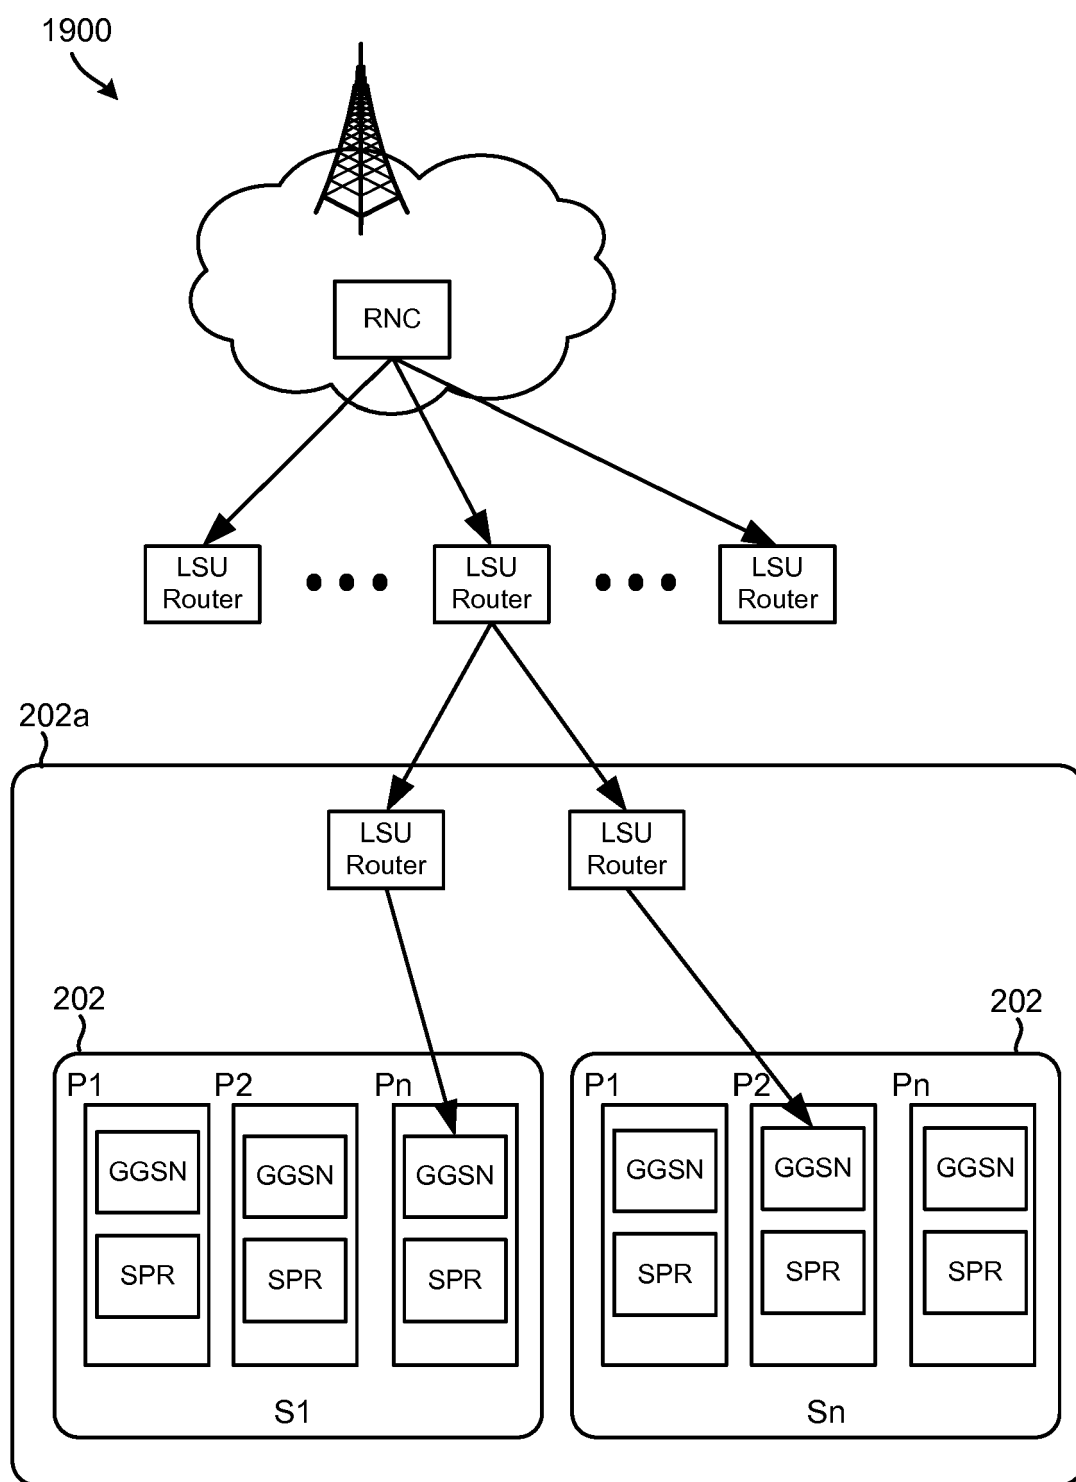 1900
RNC
LSU
Router
LSU
Router
LSU
Router
202a
LSU
Router
LSU
Router
202
202
P1
P2
Pn
P1
P2
Pn
GGSN
GGSN
GGSN
GGSN
GGSN
GGSN
SPR
SPR
SPR
SPR
SPR
SPR
S1
Sn